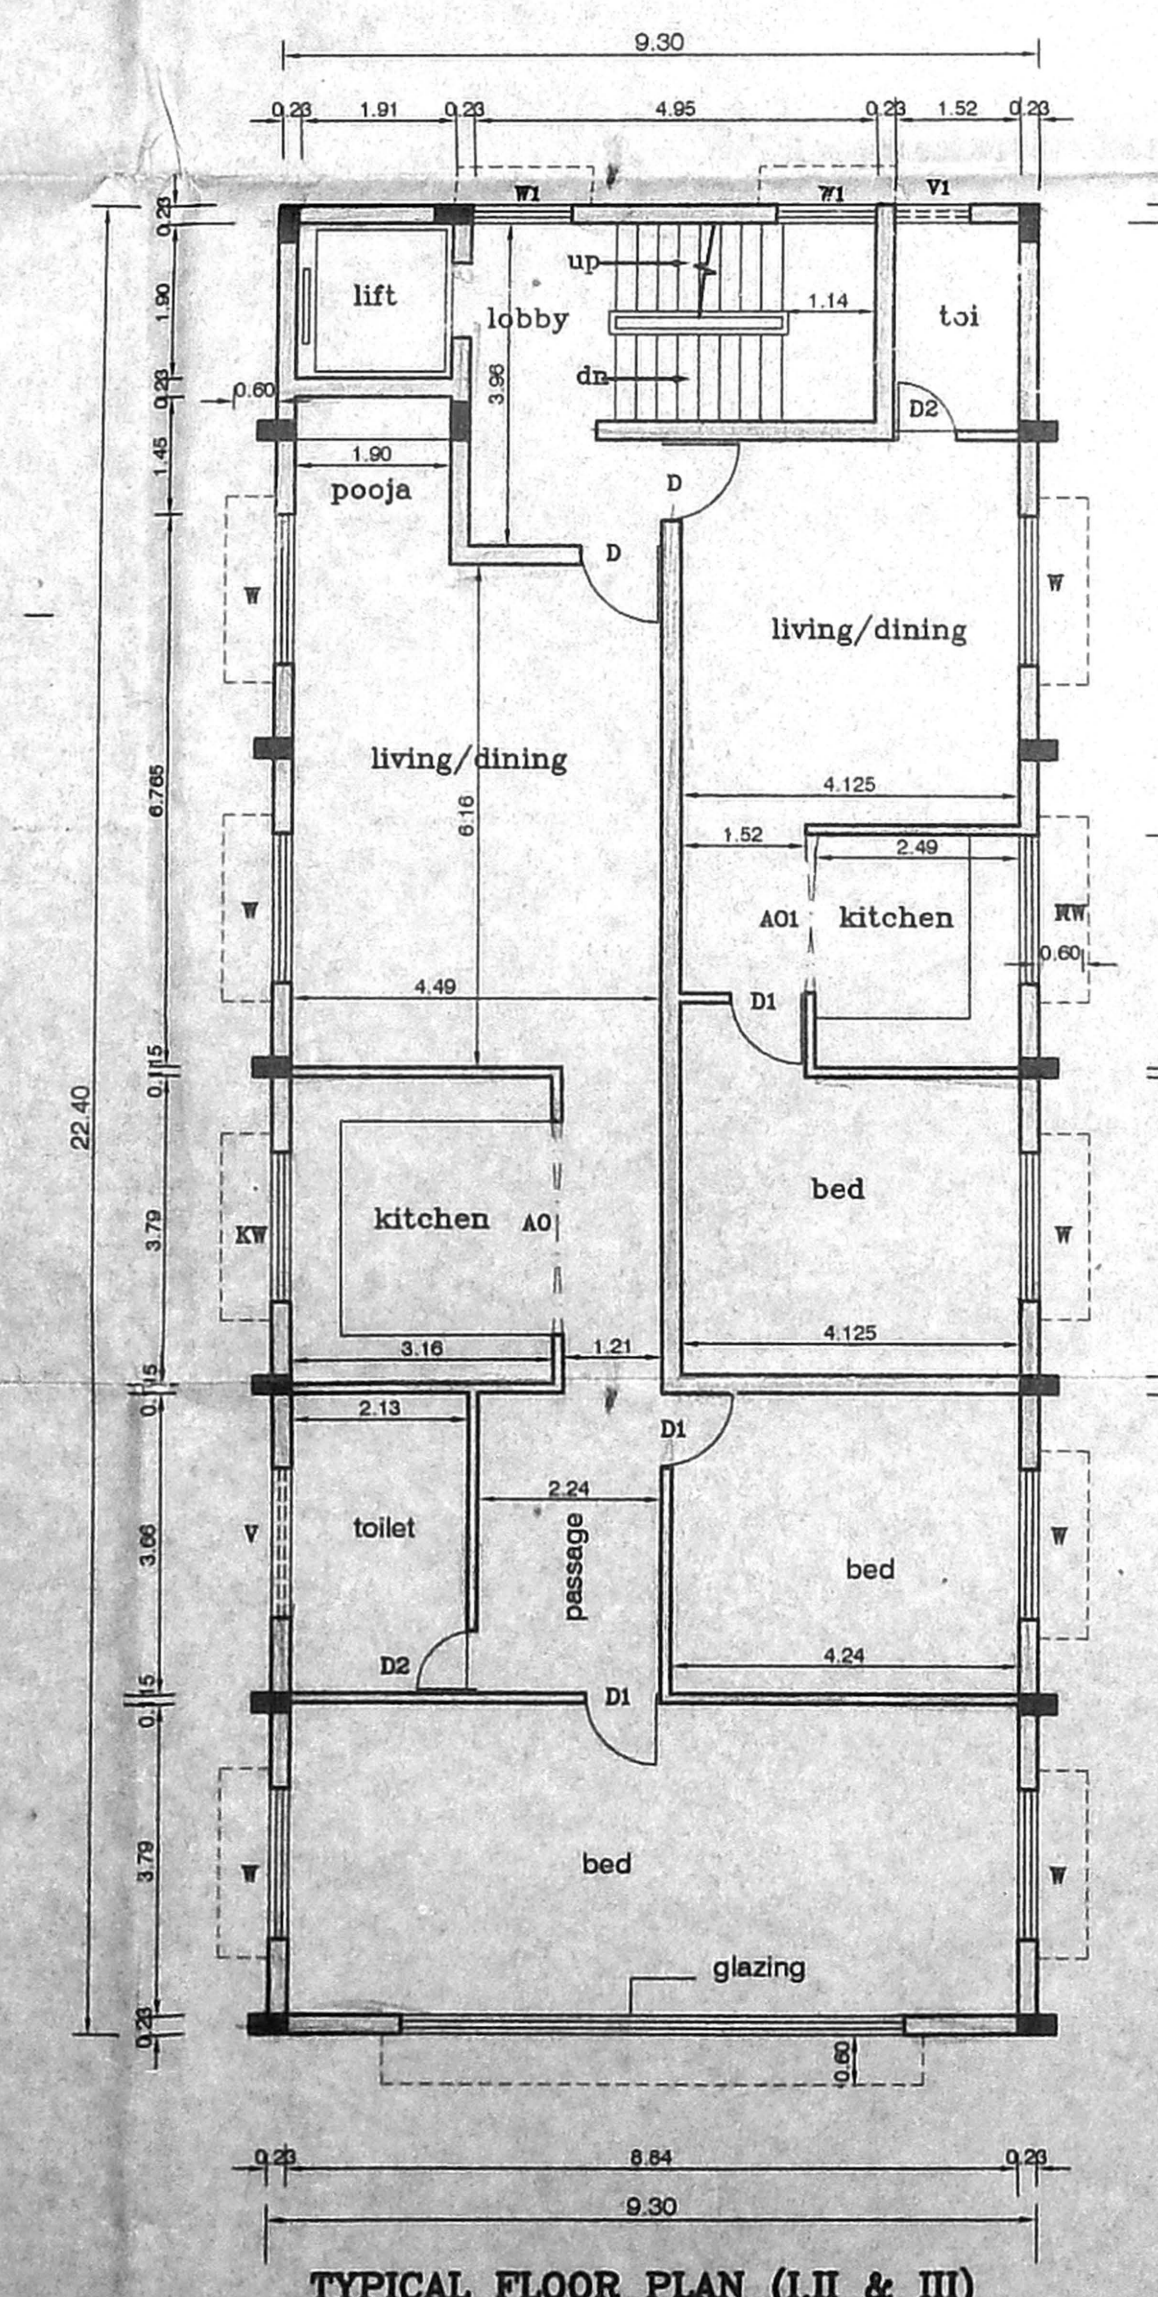 9.30
0.23 1.91 0.23 4.95 0.23 1.52 0.23
W1 W1 V1
0.23
up
lift lobby 1.14 toi
1.90
3.96
dn
0.23 0.60 D2
1.45
1.90
pooja D
D
W W
living/dining
living/dining
4.125
6.765 6.16
1.52 2.49
W AO1 kitchen KW
0.60
4.49 D1
0.115
22.40
bed
kitchen AO
KW W
3.79
4.125
3.16 1.21
0.115
2.13
D1
2.24
toilet passage
V W
3.66
bed
D2 4.24
0.115 D1
bed
3.79 W W
glazing
0.23
0.60
0.23 8.84 0.23
9.30
TYPICAL FLOOR PLAN (I,II & III)